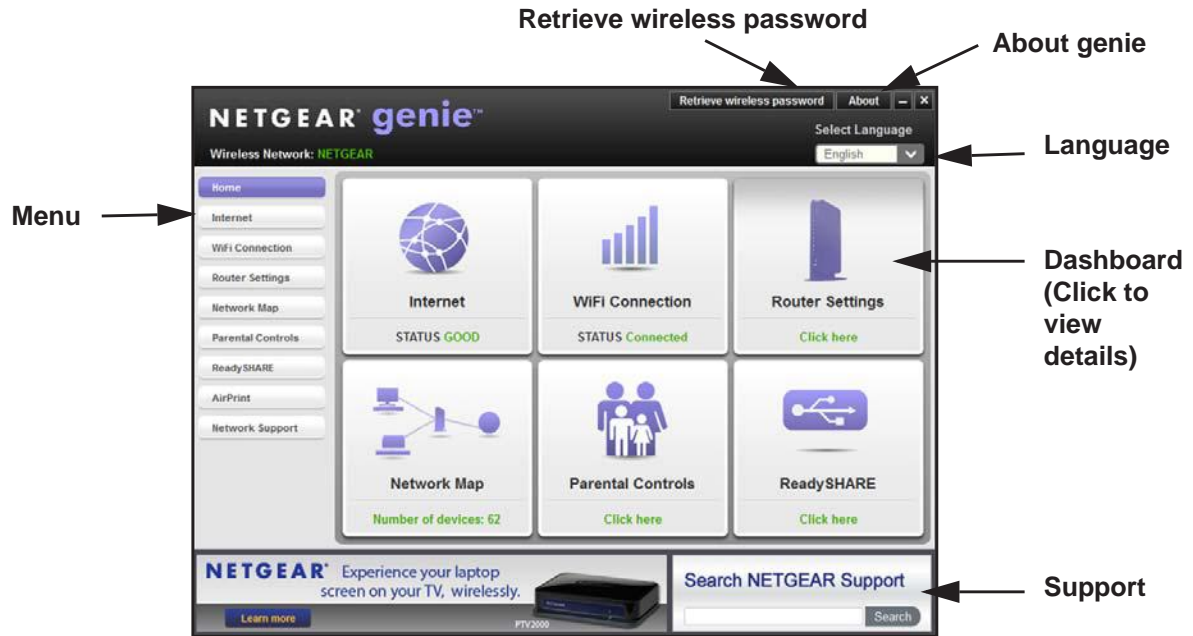 Retrieve wireless password
About genie
Retrieve wireless password About
NETGEAR® genie™
Select Language
Wireless Network: NETGEAR
English
Language
Menu
Home
Internet
WiFi Connection
Router Settings
Network Map
Parental Controls
ReadySHARE
AirPrint
Network Support
Internet
STATUS GOOD
WiFi Connection
STATUS Connected
Router Settings
Click here
Dashboard
(Click to
view
details)
Network Map
Number of devices: 62
Parental Controls
Click here
ReadySHARE
Click here
NETGEAR®
Experience your laptop
screen on your TV, wirelessly.
Learn more
PTV2000
Search NETGEAR Support
Search
Support